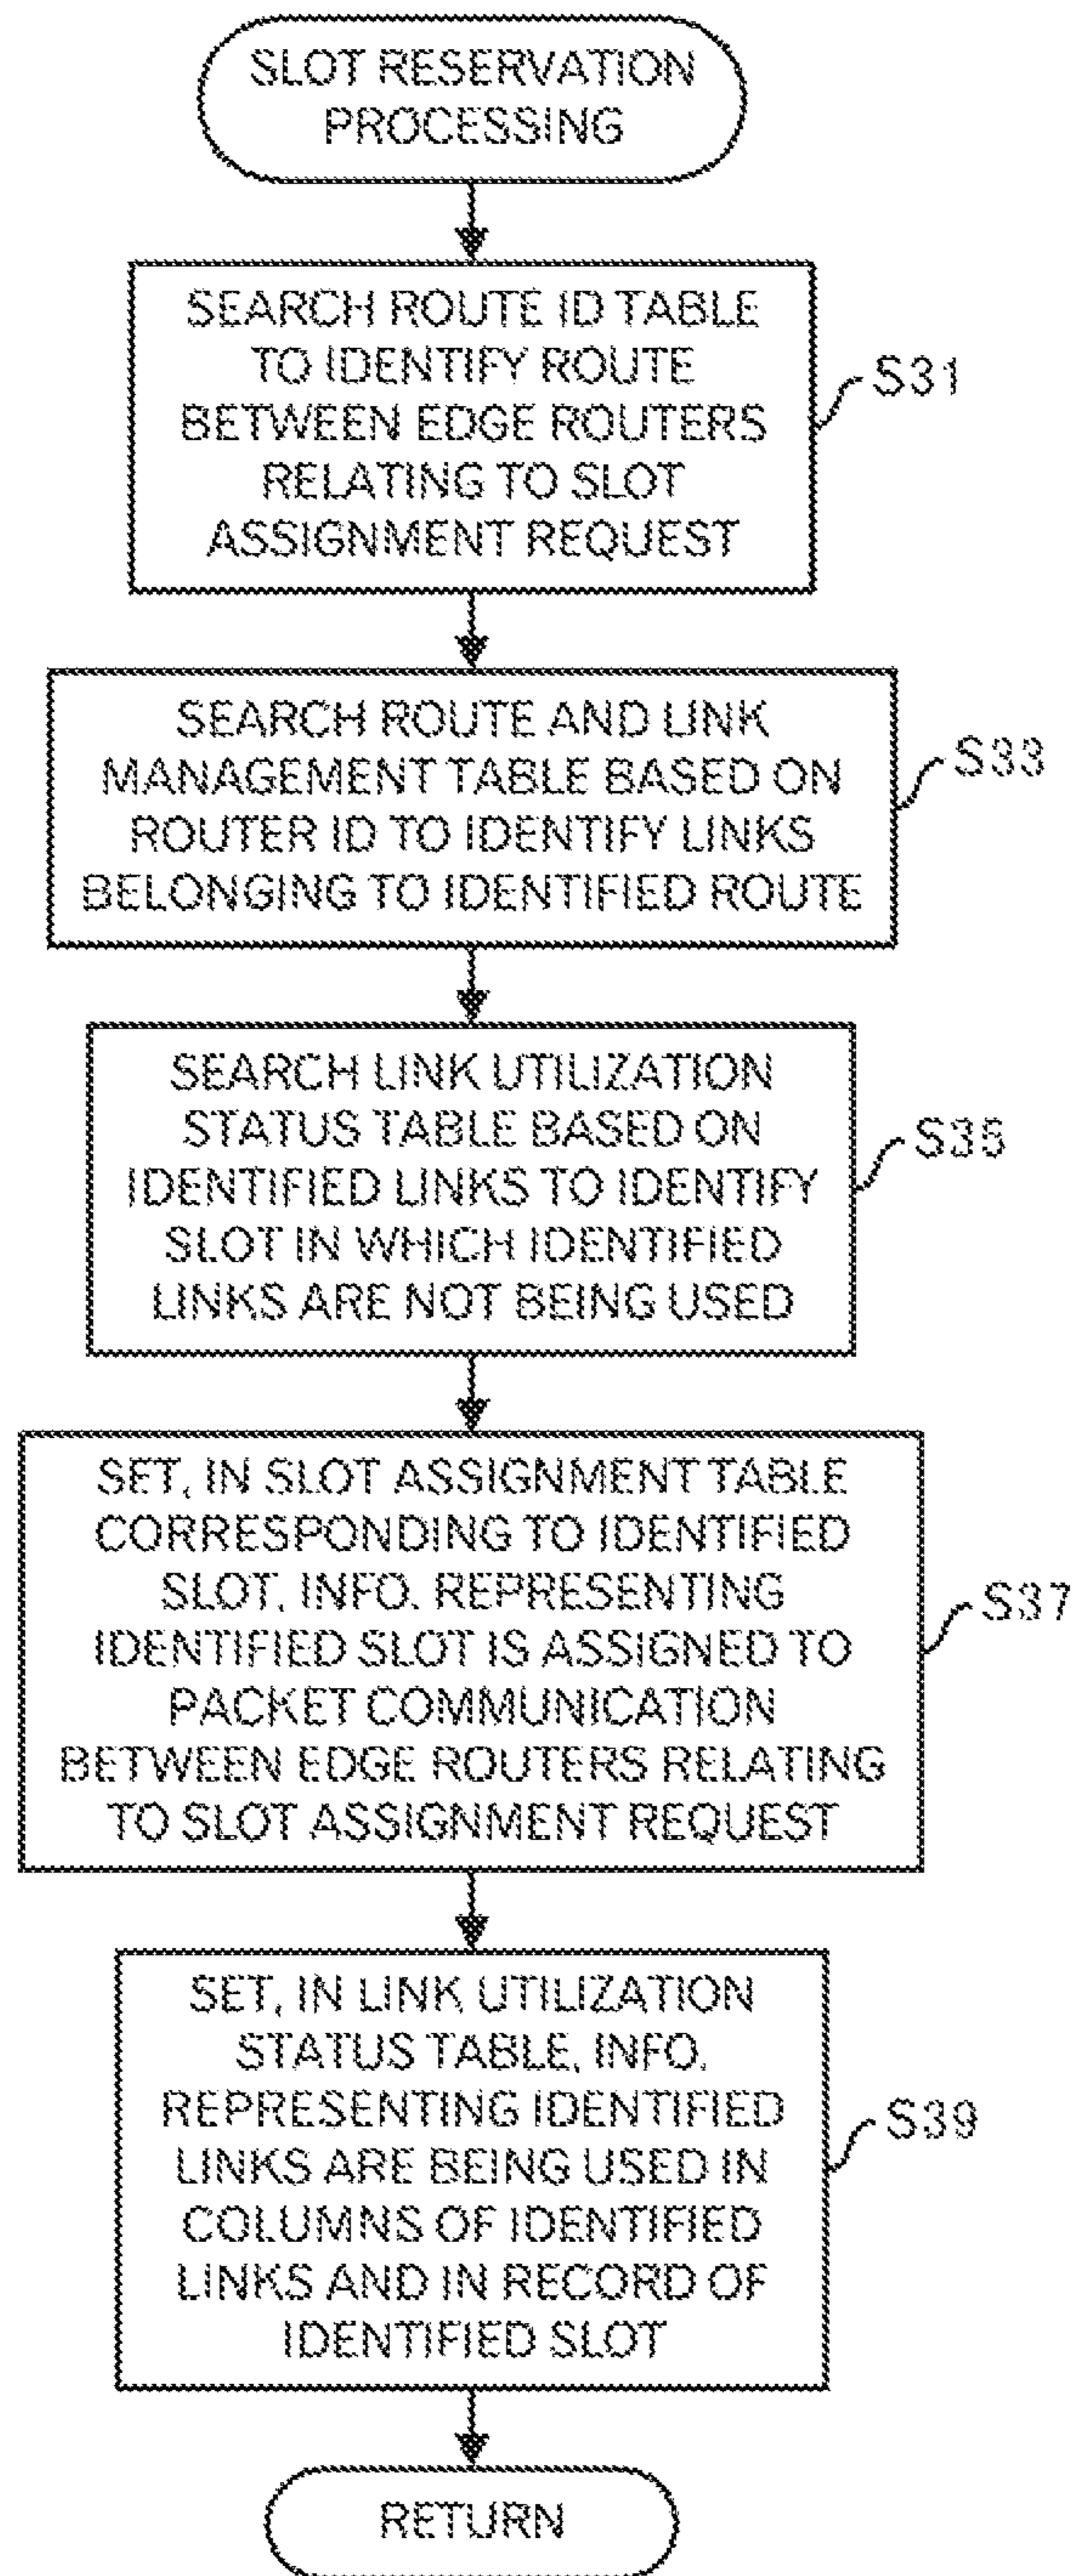 SLOT RESERVATION
PROCESSING
SEARCH ROUTE ID TABLE
TO IDENTIFY ROUTE
BETWEEN EDGE ROUTERS
RELATING TO SLOT
ASSIGNMENT REQUEST
S31
SEARCH ROUTE AND LINK
MANAGEMENT TABLE BASED ON
ROUTER ID TO IDENTIFY LINKS
BELONGING TO IDENTIFIED ROUTE
S33
SEARCH LINK UTILIZATION
STATUS TABLE BASED ON
IDENTIFIED LINKS TO IDENTIFY
SLOT IN WHICH IDENTIFIED
LINKS ARE NOT BEING USED
S35
SET, IN SLOT ASSIGNMENT TABLE
CORRESPONDING TO IDENTIFIED
SLOT, INFO. REPRESENTING
IDENTIFIED SLOT IS ASSIGNED TO
PACKET COMMUNICATION
BETWEEN EDGE ROUTERS RELATING
TO SLOT ASSIGNMENT REQUEST
S37
SET, IN LINK UTILIZATION
STATUS TABLE, INFO.
REPRESENTING IDENTIFIED
LINKS ARE BEING USED IN
COLUMNS OF IDENTIFIED
LINKS AND IN RECORD OF
IDENTIFIED SLOT
S39
RETURN